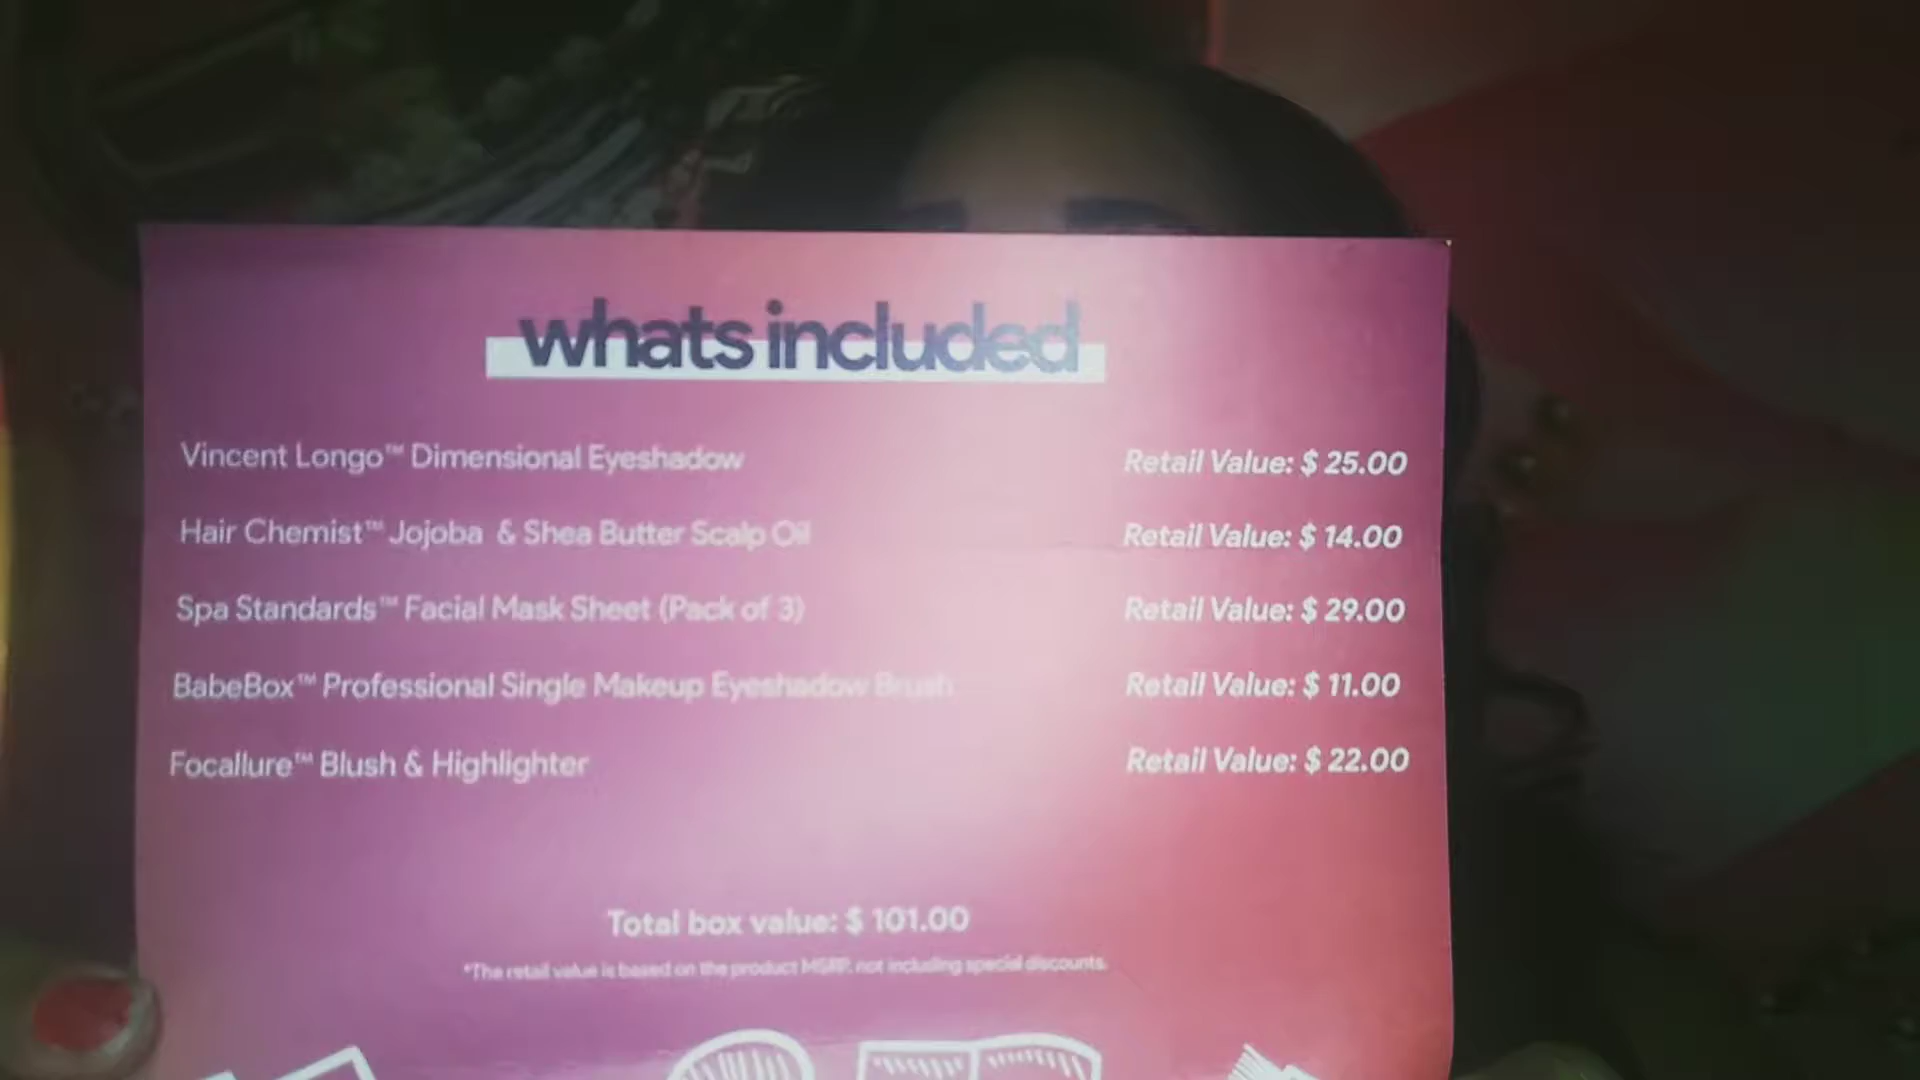 whats included
Vincent Longo™ Dimensional Eyeshadow Retail Value: $ 25.00
Hair Chemist™ Jojoba & Shea Butter Scalp Oil Retail Value: $ 14.00
Spa Standards™ Facial Mask Sheet (Pack of 3) Retail Value: $ 29.00
BabeBox™ Professional Single Makeup Eyeshadow Brush Retail Value: $ 11.00
Focallure™ Blush & Highlighter Retail Value: $ 22.00
Total box value: $ 101.00
*The retail value is based on the product MSRP, not including special discounts.